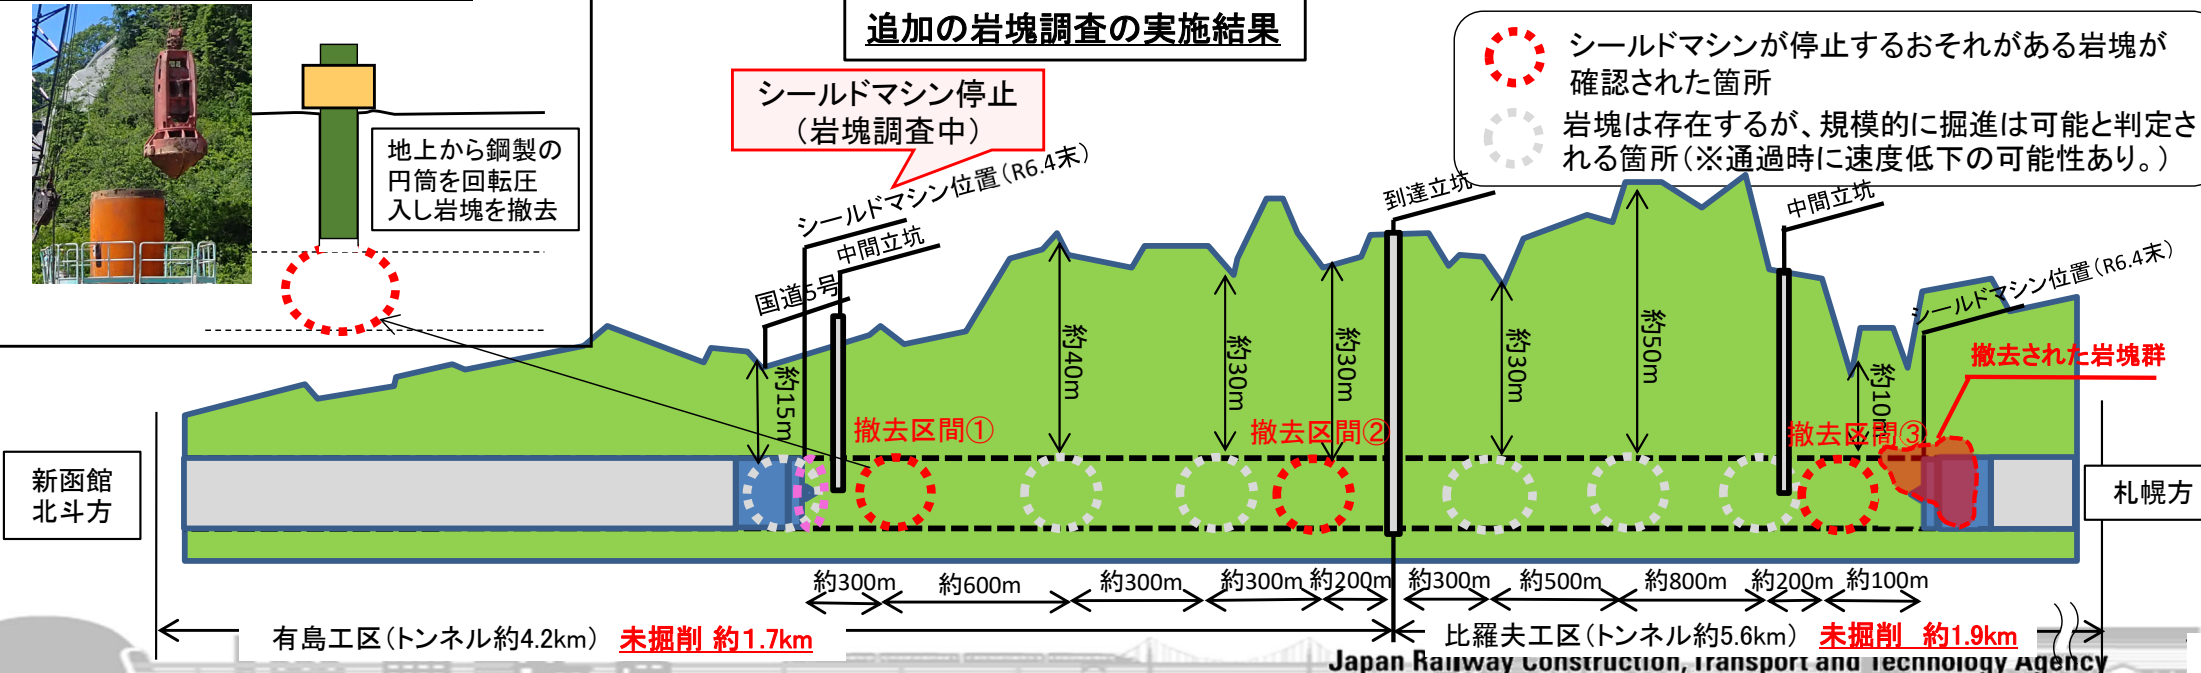 追加の岩塊調査の実施結果
シールドマシンが停止するおそれがある岩塊が
確認された箇所
岩塊は存在するが、規模的に掘進は可能と判定さ
れる箇所(※通過時に速度低下の可能性あり。)
地上から鋼製の
円筒を回転圧
入し岩塊を撤去
シールドマシン停止
(岩塊調査中)
シールドマシン位置(R6.4末)
中間立坑
国道5号
到達立坑
中間立坑
シールドマシン位置(R6.4末)
撤去された岩塊群
約15m
約40m
約30m
約30m
約30m
約50m
約10m
撤去区間①
撤去区間②
撤去区間③
新函館
北斗方
札幌方
約300m
約600m
約300m
約300m
約200m
約300m
約500m
約800m
約200m
約100m
有島工区(トンネル約4.2km) 未掘削 約1.7km
比羅夫工区(トンネル約5.6km) 未掘削 約1.9km
Japan Railway Construction, Transport and Technology Agency